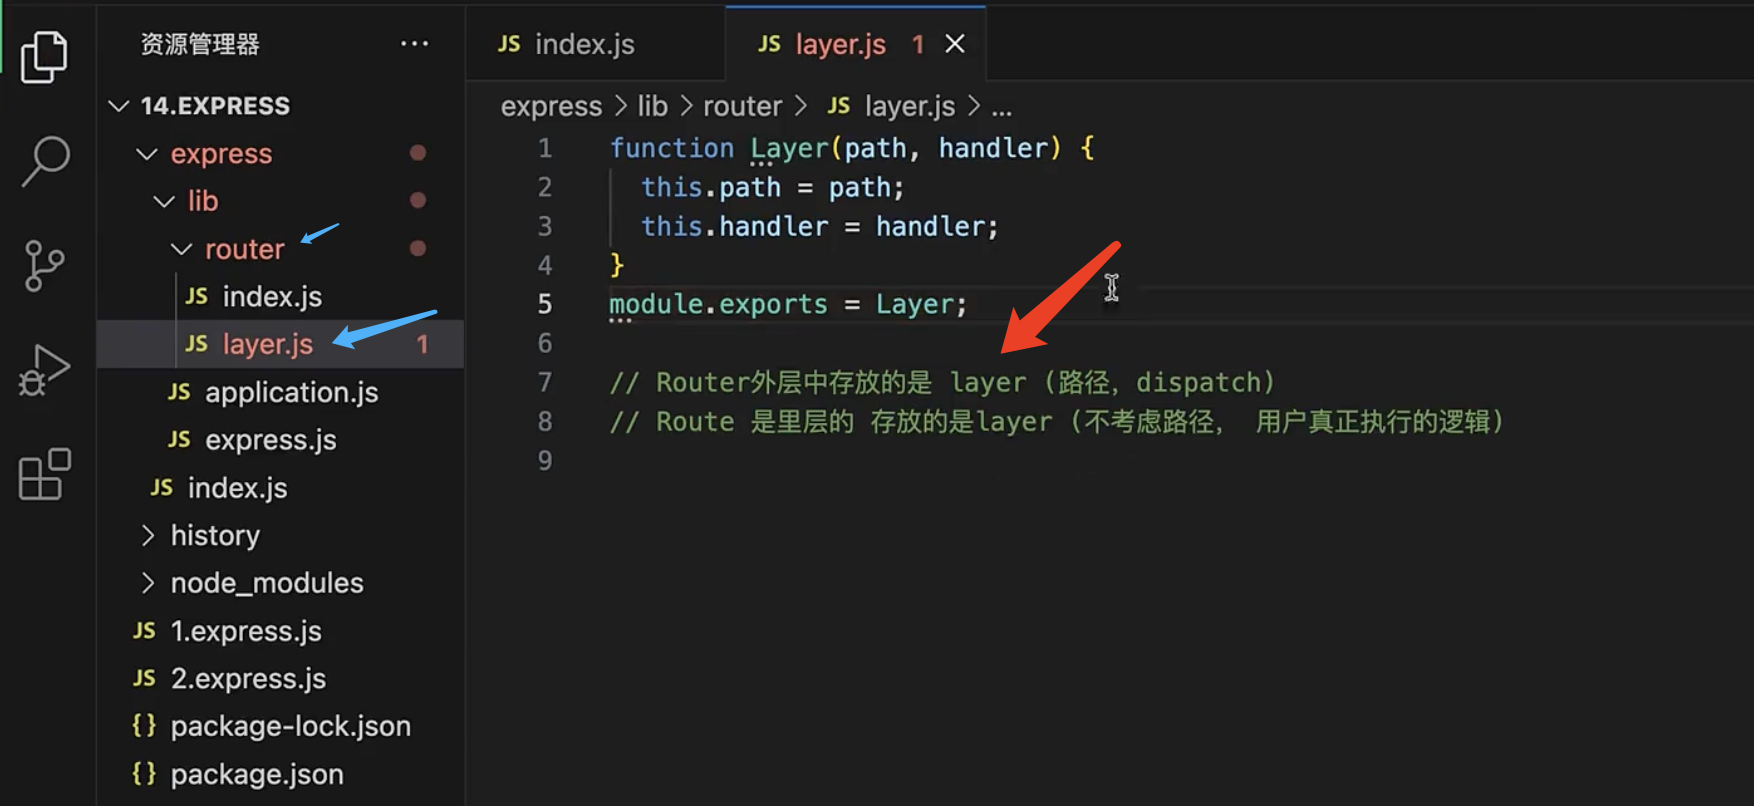 资源管理器 ···
14.EXPRESS
express
lib
router
JS index.js
JS layer.js 1
JS application.js
JS express.js
JS index.js
history
node_modules
JS 1.express.js
JS 2.express.js
{} package-lock.json
{} package.json
JS index.js
JS layer.js 1 ×
express > lib > router > JS layer.js > ...
1 function Layer(path, handler) {
2 this.path = path;
3 this.handler = handler;
4 }
5 module.exports = Layer;
6
7 // Router外层中存放的是 layer (路径, dispatch)
8 // Route 是里层的 存放的是layer (不考虑路径, 用户真正执行的逻辑)
9